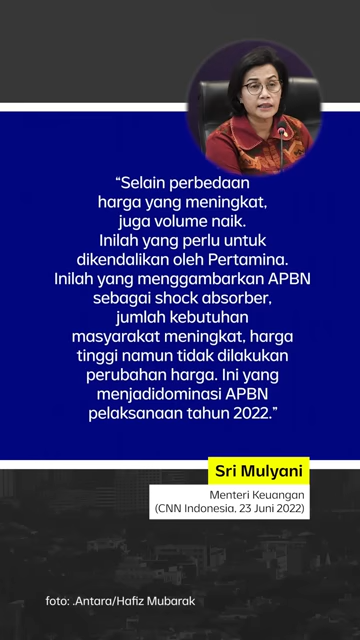 “Selain perbedaan
harga yang meningkat,
juga volume naik.
Inilah yang perlu untuk
dikendalikan oleh Pertamina.
Inilah yang menggambarkan APBN
sebagai shock absorber,
jumlah kebutuhan
masyarakat meningkat, harga
tinggi namun tidak dilakukan
perubahan harga. Ini yang
menjadidominasi APBN
pelaksanaan tahun 2022.”
Sri Mulyani
Menteri Keuangan
(CNN Indonesia, 23 Juni 2022)
foto: .Antara/Hafiz Mubarak